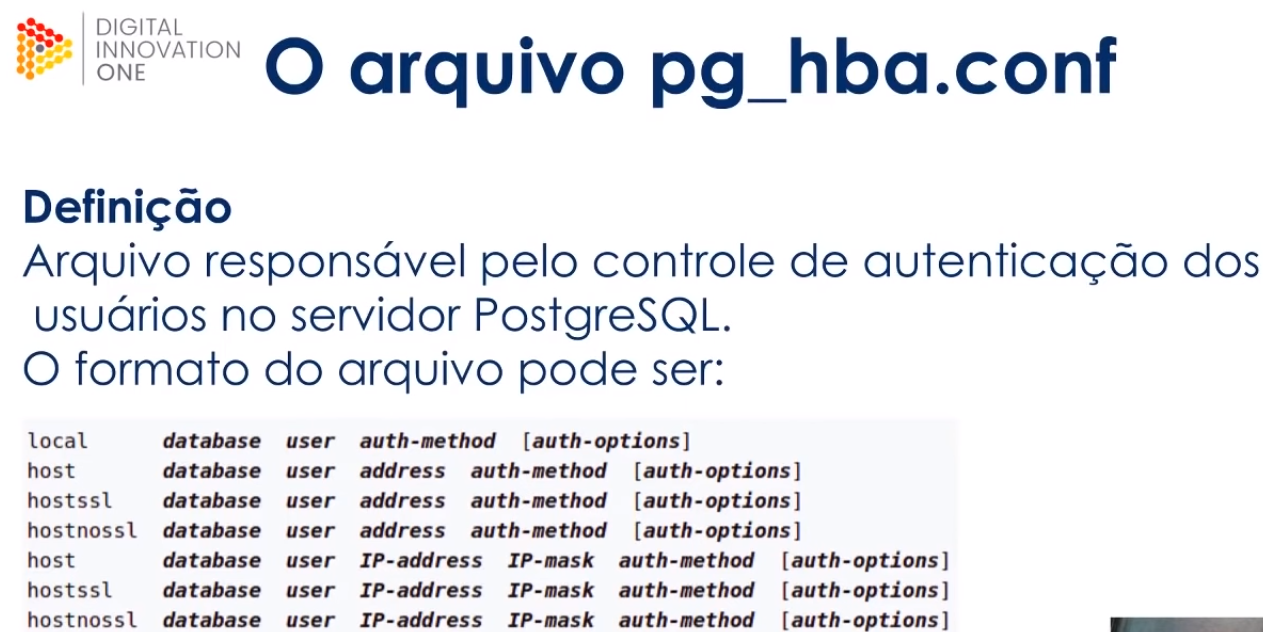 DIGITAL
INNOVATION
ONE
O arquivo pg_hba.conf
Definição
Arquivo responsável pelo controle de autenticação dos
usuários no servidor PostgreSQL.
O formato do arquivo pode ser:
local database user auth-method [auth-options]
host database user address auth-method [auth-options]
hostssl database user address auth-method [auth-options]
hostnossl database user address auth-method [auth-options]
host database user IP-address IP-mask auth-method [auth-options]
hostssl database user IP-address IP-mask auth-method [auth-options]
hostnossl database user IP-address IP-mask auth-method [auth-options]